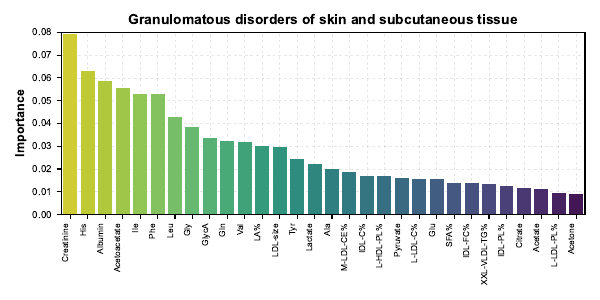 Granulomatous disorders of skin and subcutaneous tissue
0.08
0.07
0.06
0.05
0.04
0.03
0.02
0.01
0.00
Importance
Creatinine
His
Albumin
Acetoacetate
Ile
Phe
Leu
Gly
GlycA
Gln
Val
LA%
LDL-size
Tyr
Lactate
Ala
M-LDL-CE%
IDL-C%
L-HDL-PL%
Pyruvate
L-LDL-C%
Glu
SFA%
IDL-FC%
XXL-VLDL-TG%
IDL-PL%
Citrate
Acetate
L-LDL-PL%
Acetone